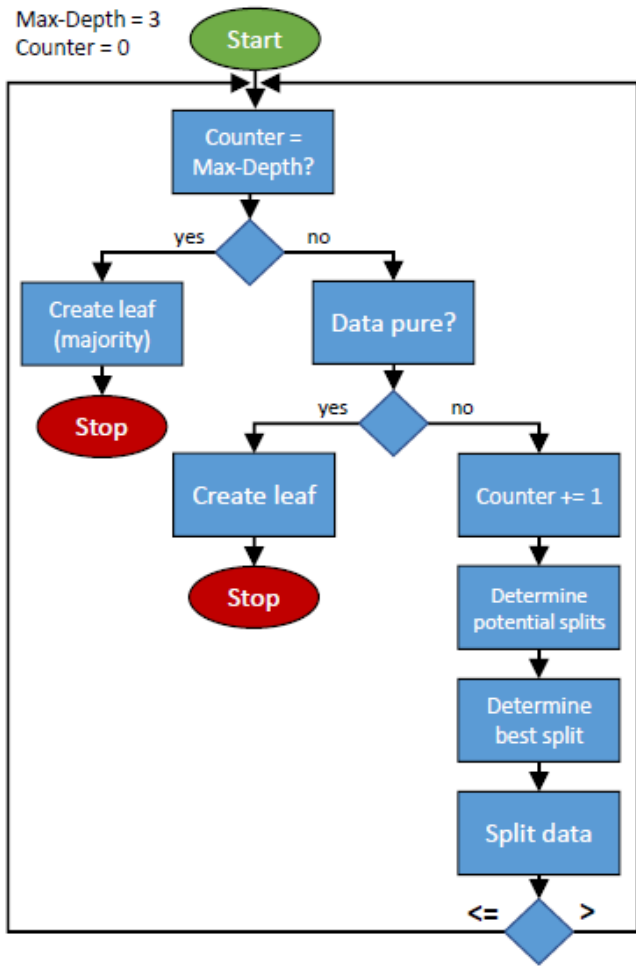 Max-Depth = 3
Counter = 0
Start
Counter =
Max-Depth?
yes
no
Create leaf
(majority)
Data pure?
Stop
yes
no
Create leaf
Counter += 1
Stop
Determine
potential splits
Determine
best split
Split data
<=
>